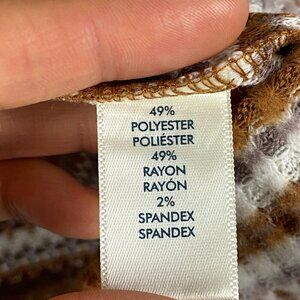 49%
POLYESTER
POLIÉSTER
49%
RAYON
RAYÓN
2%
SPANDEX
SPANDEX